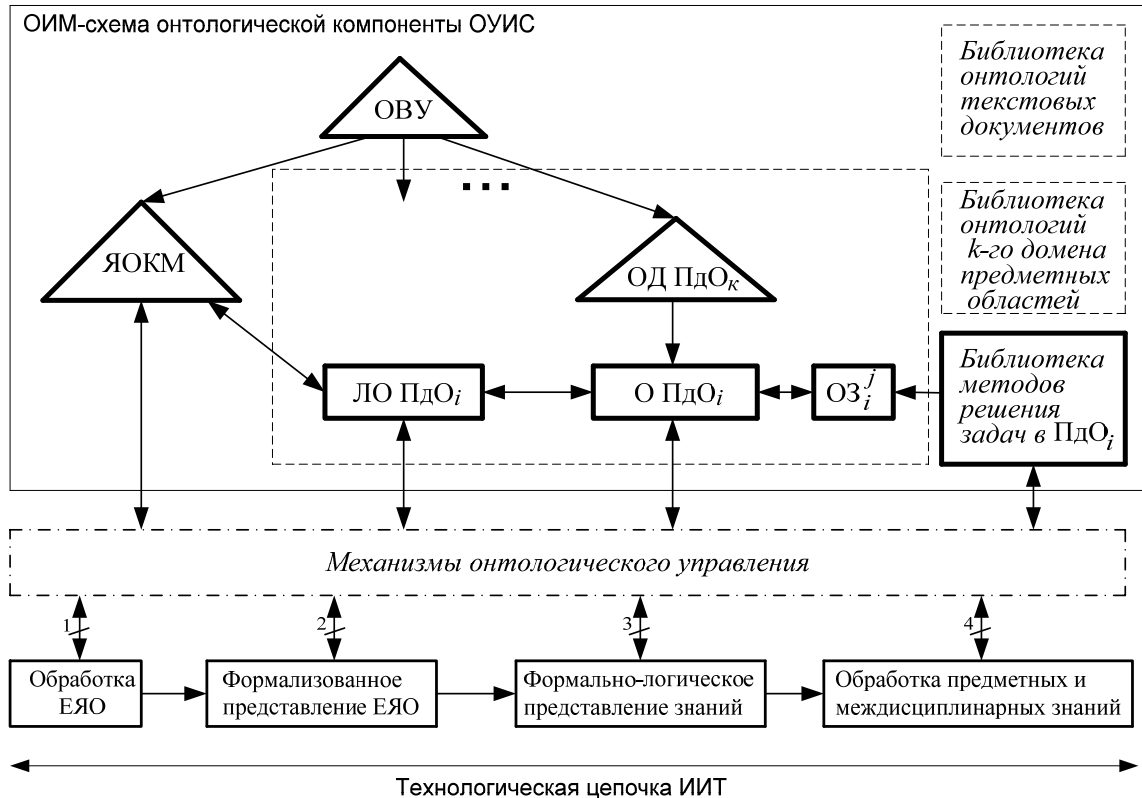 ОИМ-схема онтологической компоненты ОУИС
Библиотека
онтологий
текстовых
документов
ОВУ
...
Библиотека
онтологий
k-го домена
предметных
областей
ЯОКМ
ОД ПдОк
ЛО ПдОi
О ПдОi
ОЗij
Библиотека
методов
решения
задач в ПдОi
Механизмы онтологического управления
1
2
3
4
Обработка
ЕЯО
Формализованное
представление ЕЯО
Формально-логическое
представление знаний
Обработка предметных и
междисциплинарных знаний
Технологическая цепочка ИИТ